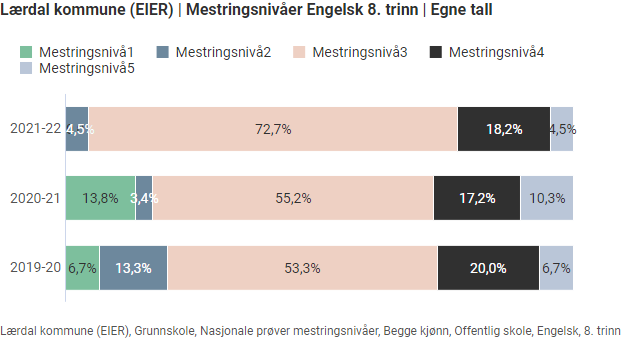 Lærdal kommune (EIER) | Mestringsnivåer Engelsk 8. trinn | Egne tall
Mestringsnivå1 Mestringsnivå2 Mestringsnivå3 Mestringsnivå4
Mestringsnivå5
2021-22 4,5% 72,7% 18,2% 4,5%
2020-21 13,8% 3,4% 55,2% 17,2% 10,3%
2019-20 6,7% 13,3% 53,3% 20,0% 6,7%
Lærdal kommune (EIER), Grunnskole, Nasjonale prøver mestringsnivåer, Begge kjønn, Offentlig skole, Engelsk, 8. trinn